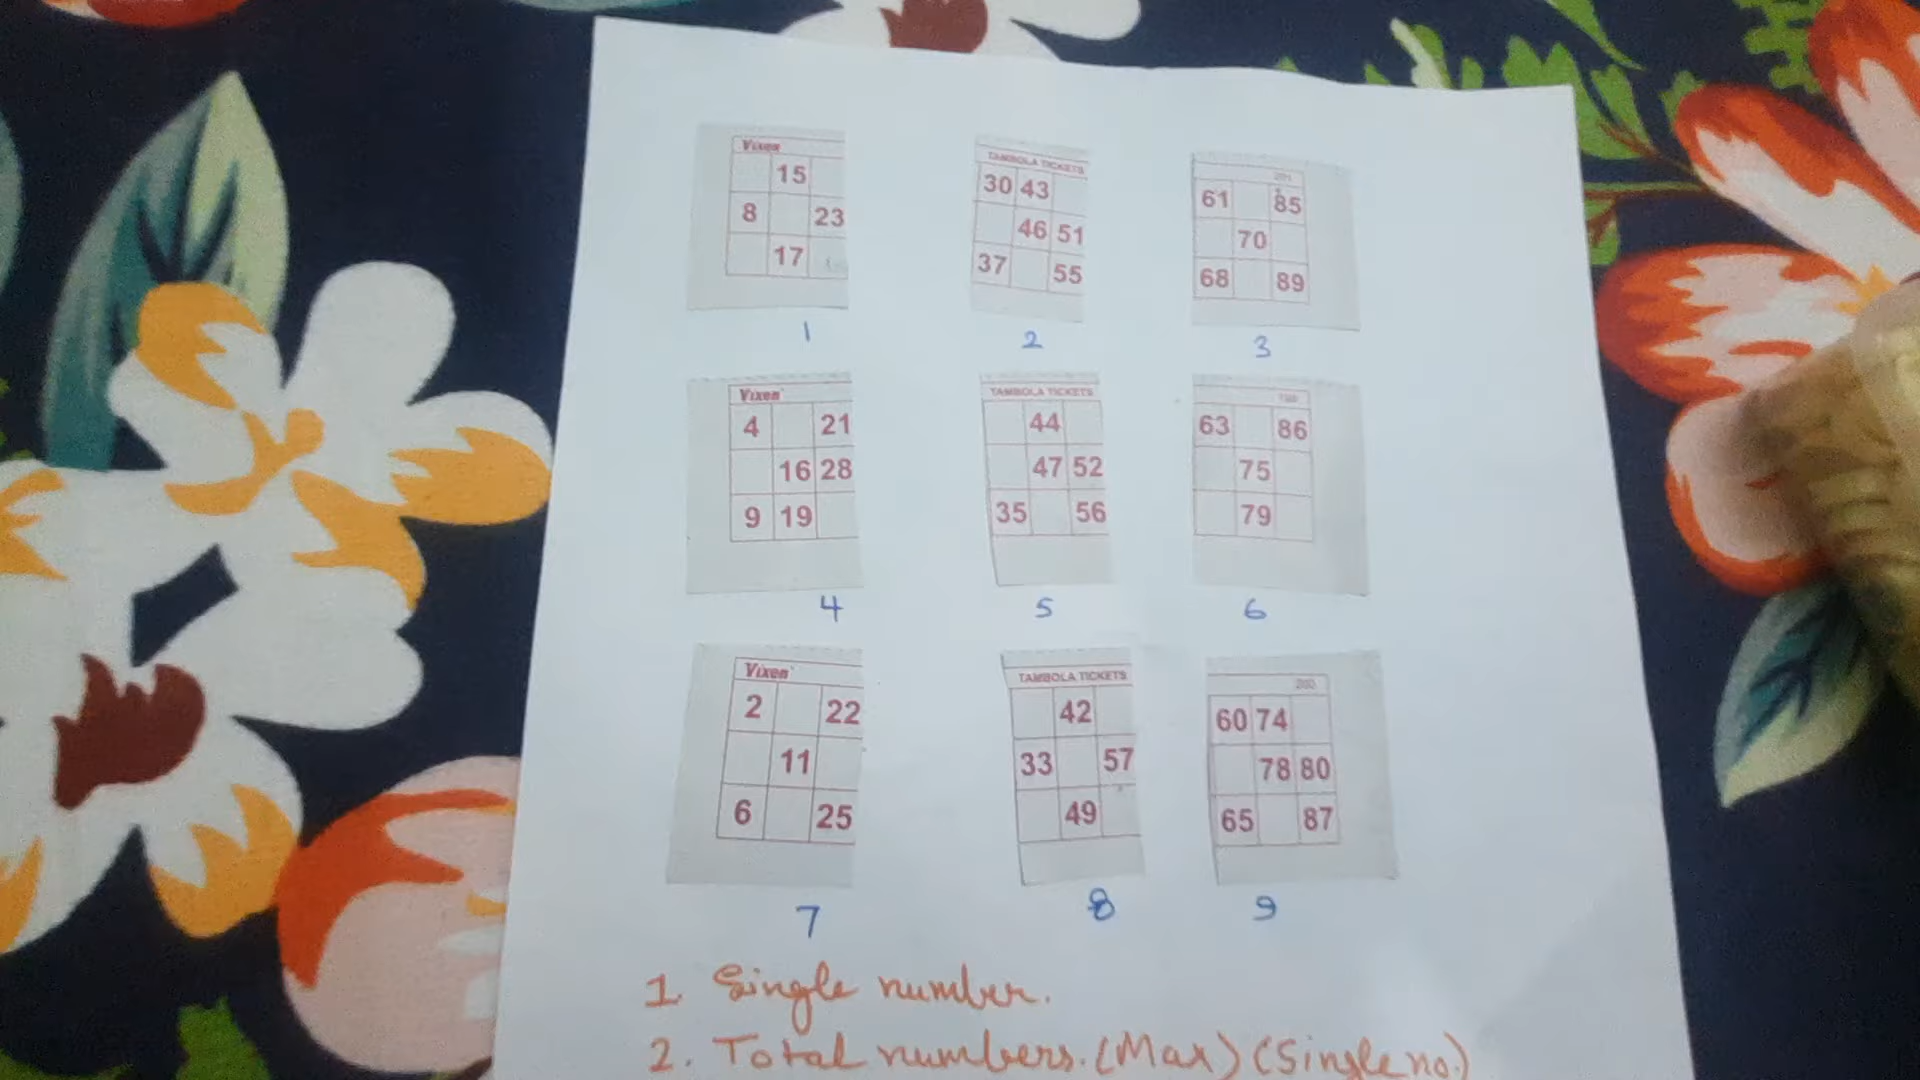 Vixen TAMBOLA TICKETS
15 30 43 61 85
8 23 46 51 70
17 37 55 68 89
1 2 3
Vixen TAMBOLA TICKETS
4 21 44 63 86
16 28 47 52 75
9 19 35 56 79
4 5 6
Vixen TAMBOLA TICKETS
2 22 42 60 74
11 33 57 78 80
6 25 49 65 87
7 8 9
1. Single number.
2. Total numbers. (Max) (Single no.)